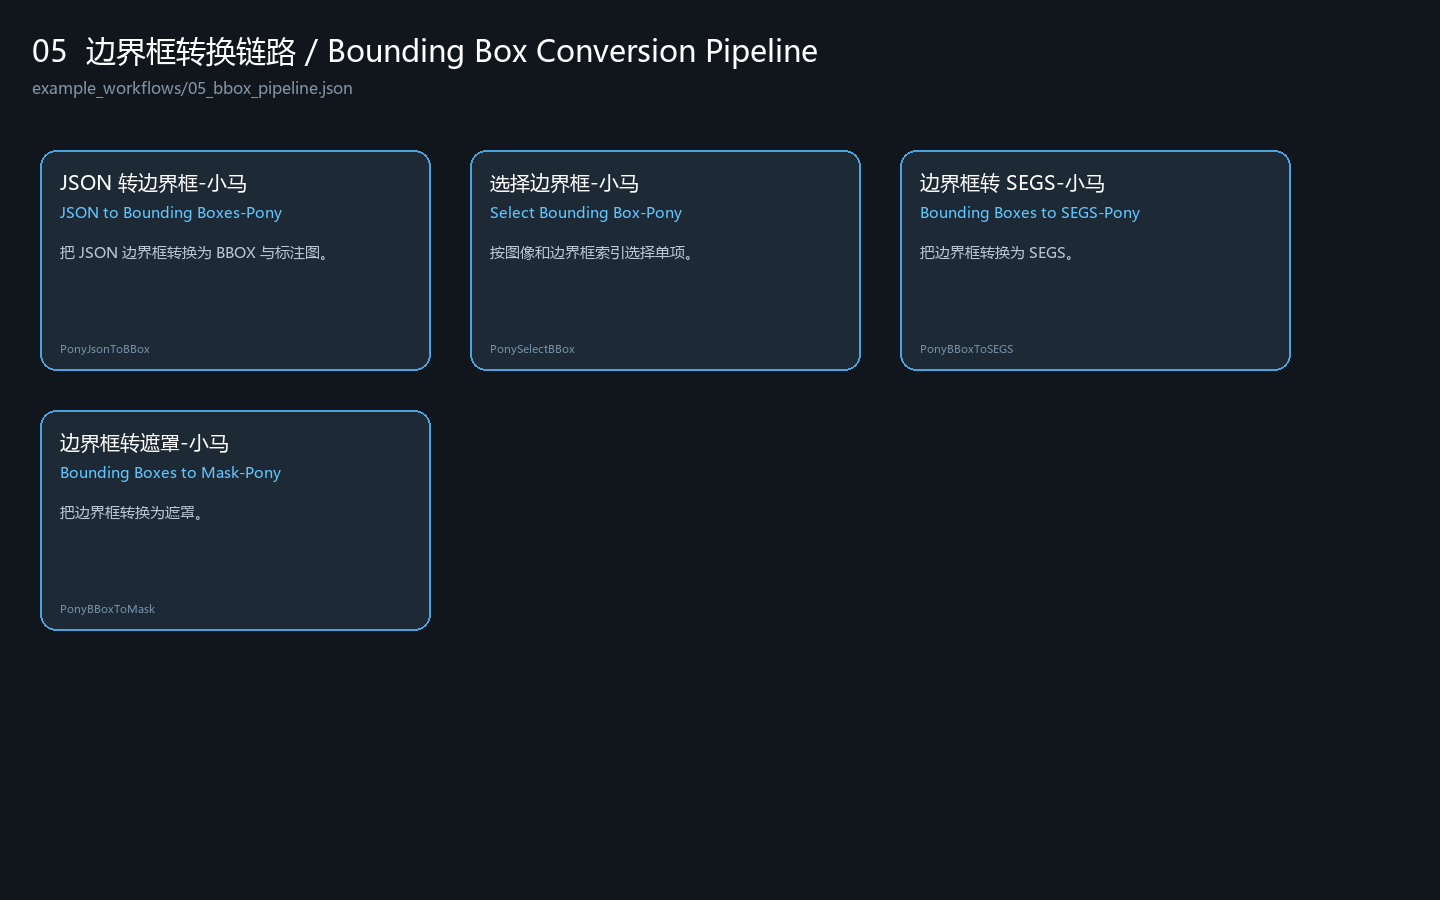 05 边界框转换链路 / Bounding Box Conversion Pipeline
example_workflows/05_bbox_pipeline.json
JSON 转边界框-小马
JSON to Bounding Boxes-Pony
把 JSON 边界框转换为 BBOX 与标注图。
PonyJsonToBBox
选择边界框-小马
Select Bounding Box-Pony
按图像和边界框索引选择单项。
PonySelectBBox
边界框转 SEGS-小马
Bounding Boxes to SEGS-Pony
把边界框转换为 SEGS。
PonyBBoxToSEGS
边界框转遮罩-小马
Bounding Boxes to Mask-Pony
把边界框转换为遮罩。
PonyBBoxToMask